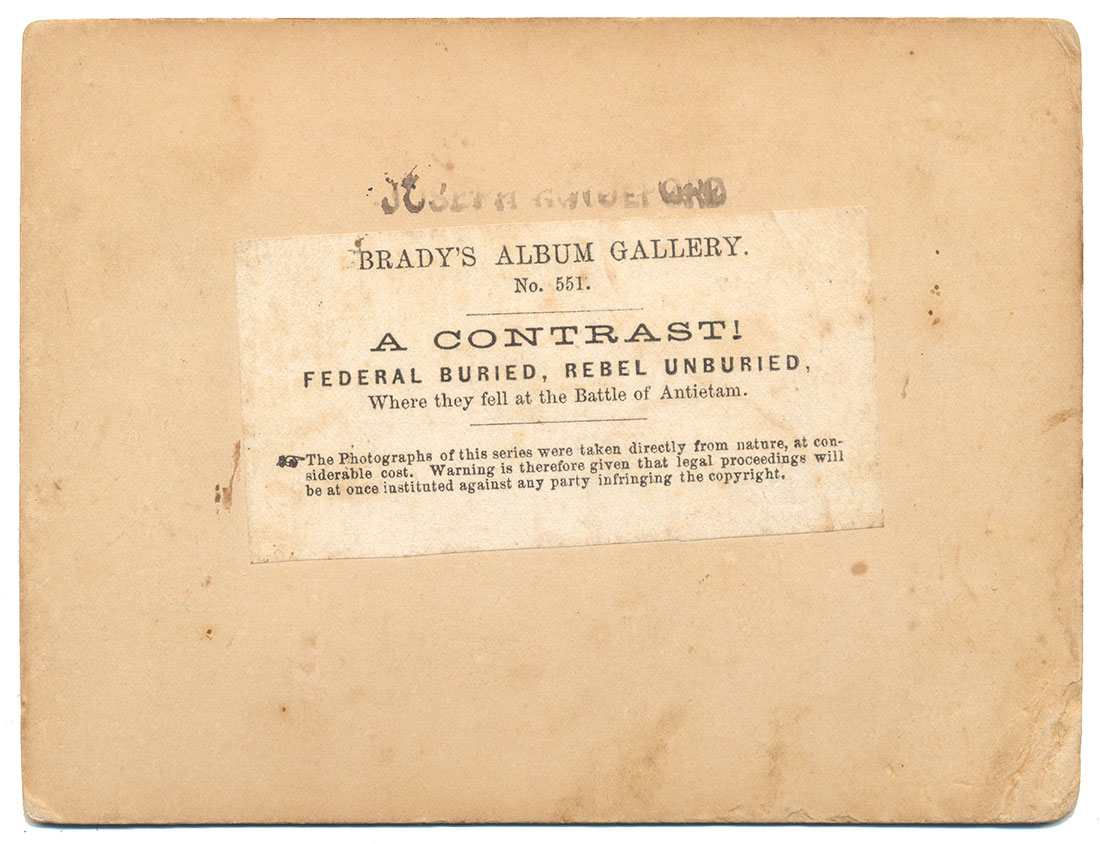 JOSEPH
BRADY'S ALBUM GALLERY.
No. 551.
A CONTRAST!
FEDERAL BURIED, REBEL UNBURIED,
Where they fell at the Battle of Antietam.
☞The Photographs of this series were taken directly from nature, at con-
siderable cost. Warning is therefore given that legal proceedings will
be at once instituted against any party infringing the copyright.